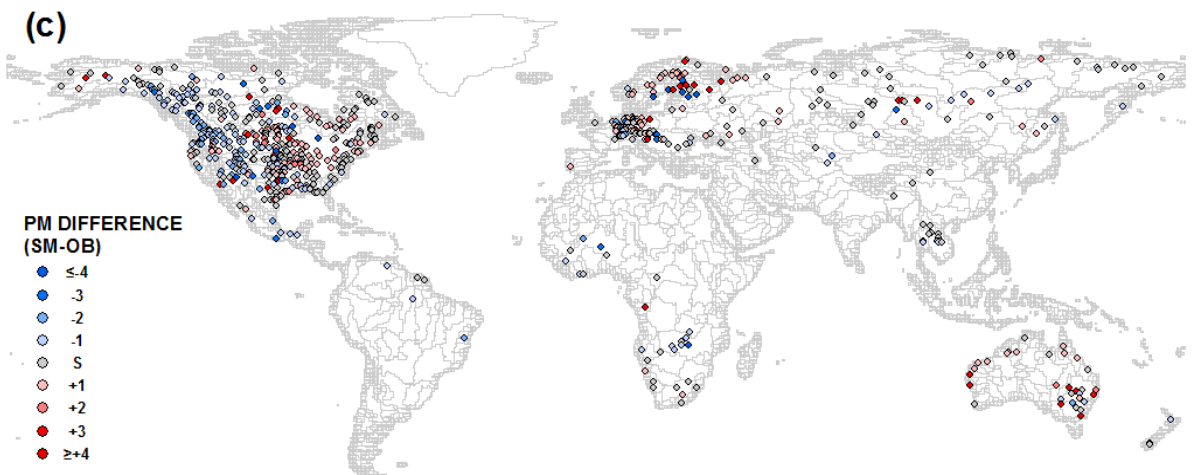 (c)
PM DIFFERENCE
(SM-OB)
≤-4
-3
-2
-1
S
+1
+2
+3
≥+4